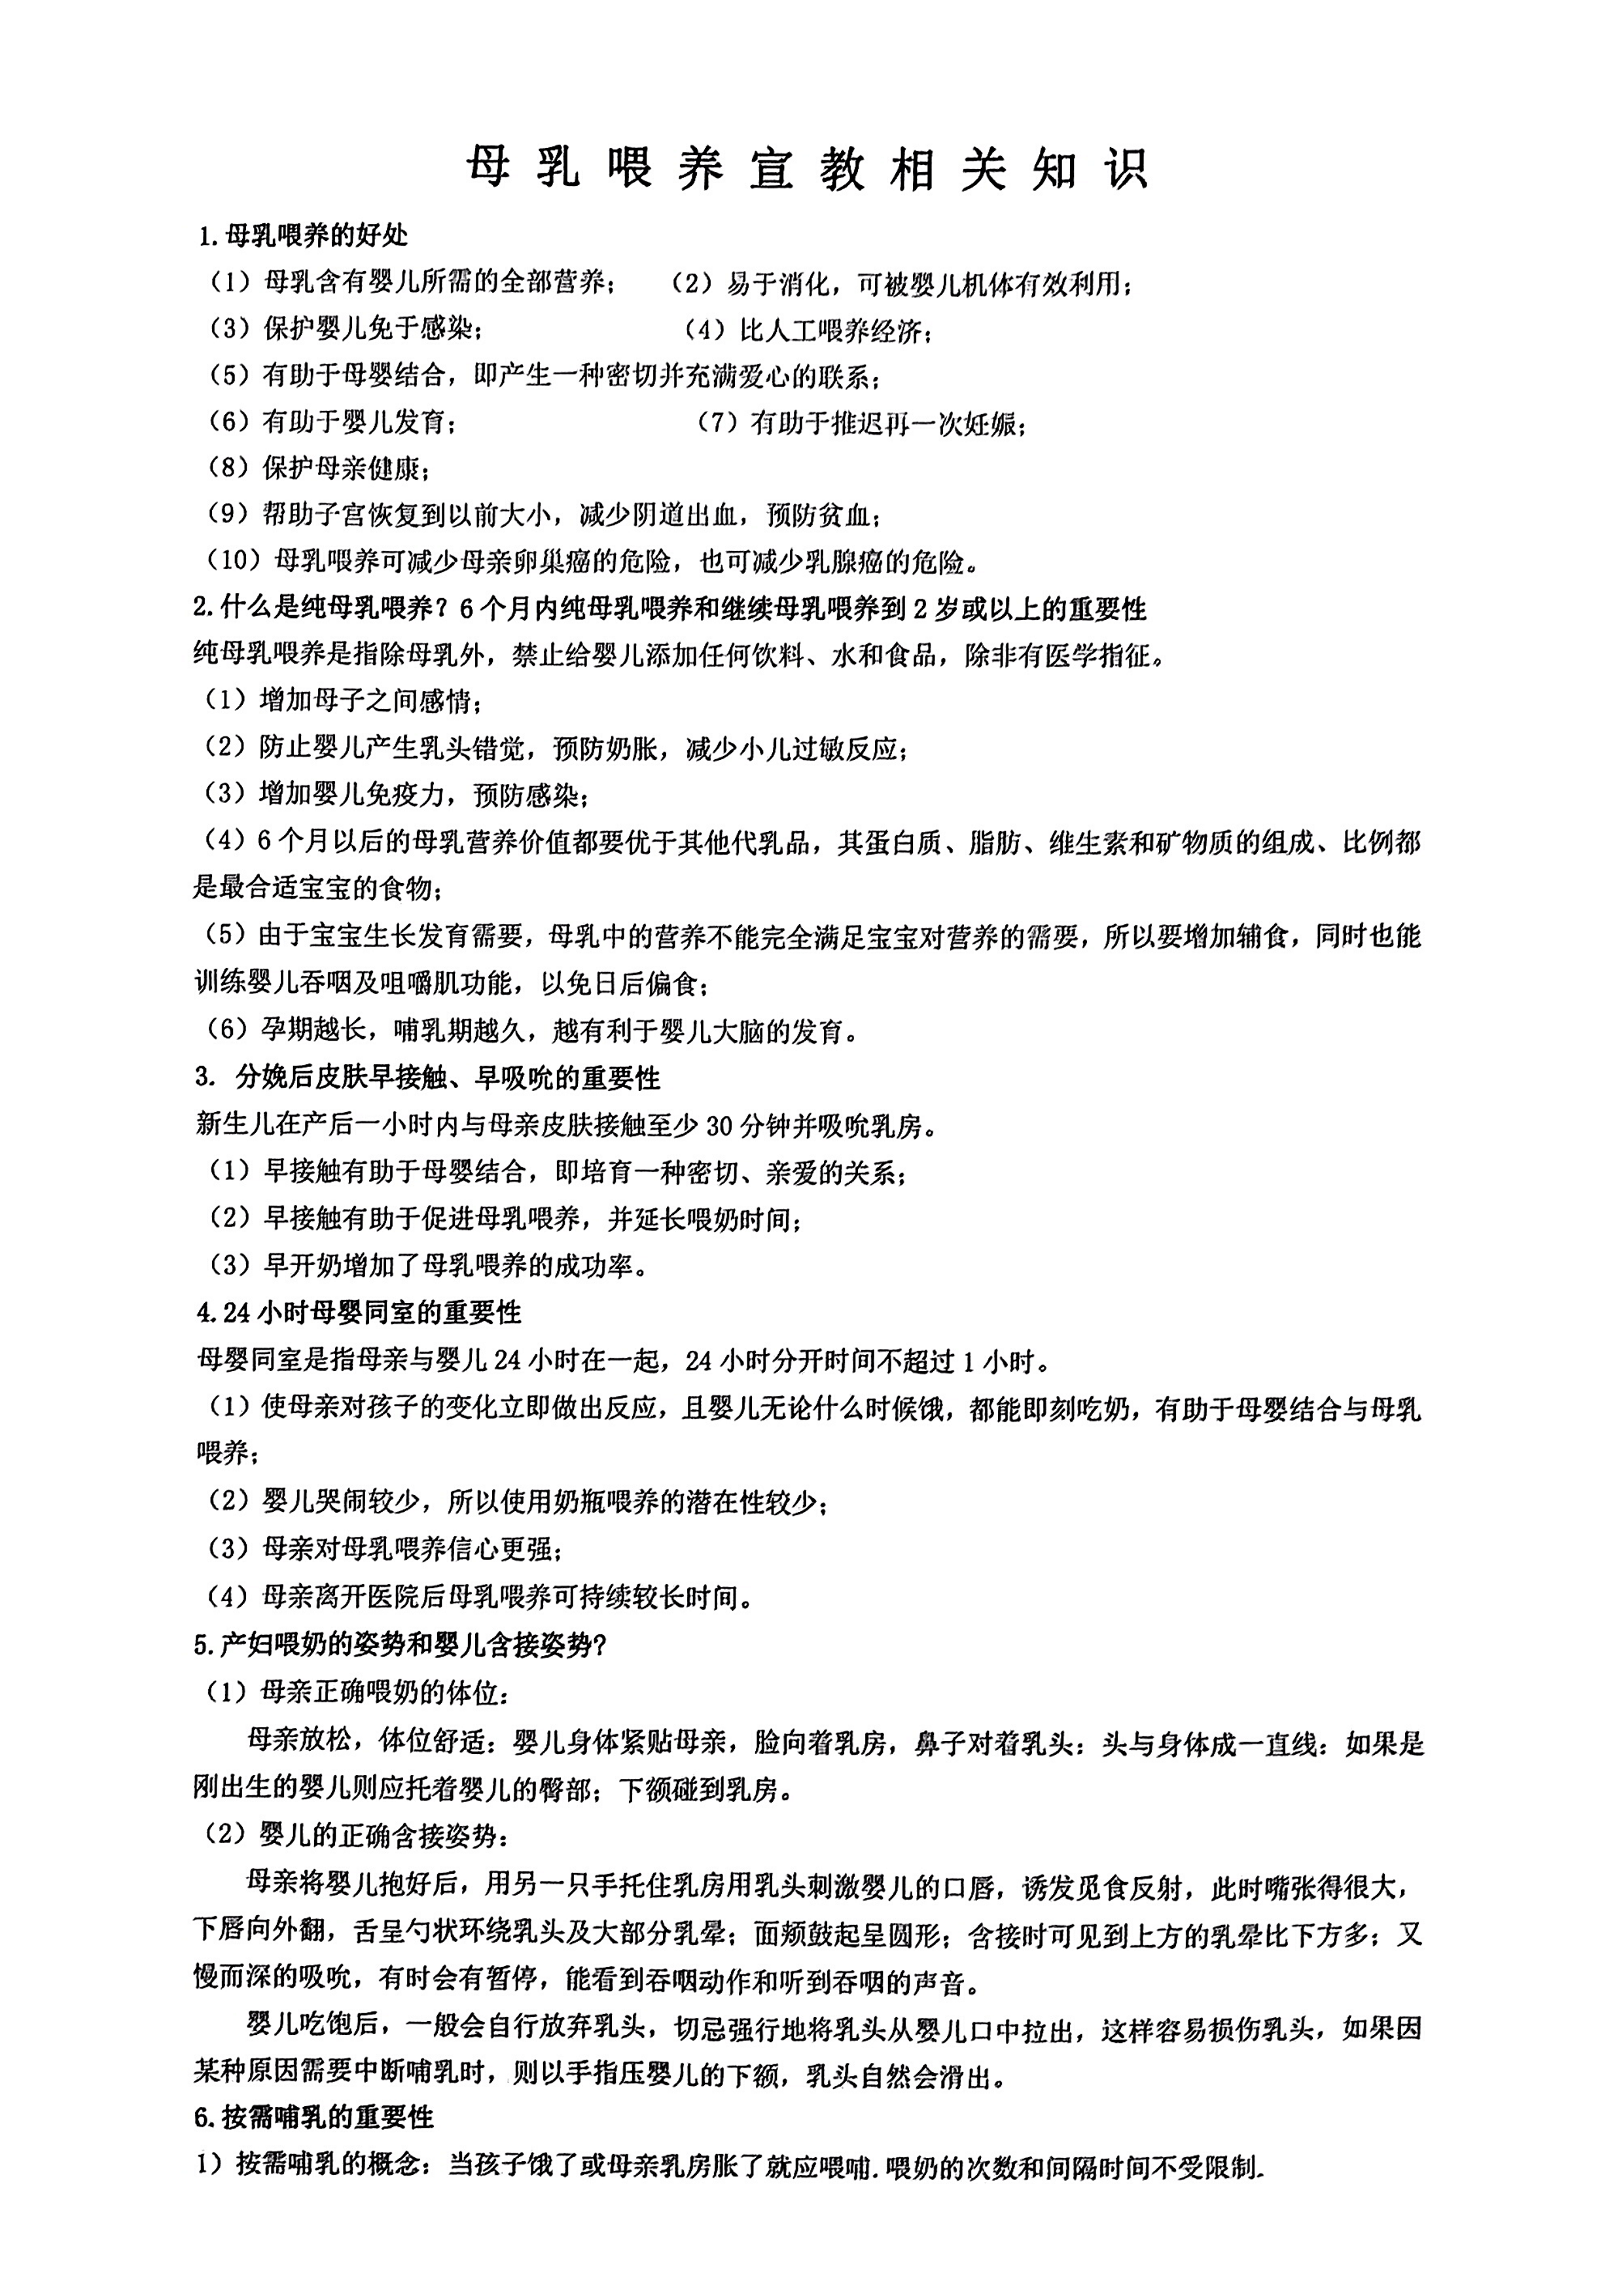 母乳喂养宣教相关知识
1.母乳喂养的好处
（1）母乳含有婴儿所需的全部营养； （2）易于消化，可被婴儿机体有效利用；
（3）保护婴儿免于感染； （4）比人工喂养经济；
（5）有助于母婴结合，即产生一种密切并充满爱心的联系；
（6）有助于婴儿发育； （7）有助于推迟再一次妊娠；
（8）保护母亲健康；
（9）帮助子宫恢复到以前大小，减少阴道出血，预防贫血；
（10）母乳喂养可减少母亲卵巢癌的危险，也可减少乳腺癌的危险。
2.什么是纯母乳喂养？6个月内纯母乳喂养和继续母乳喂养到2岁或以上的重要性
纯母乳喂养是指除母乳外，禁止给婴儿添加任何饮料、水和食品，除非有医学指征。
（1）增加母子之间感情；
（2）防止婴儿产生乳头错觉，预防奶胀，减少小儿过敏反应；
（3）增加婴儿免疫力，预防感染；
（4）6个月以后的母乳营养价值都要优于其他代乳品，其蛋白质、脂肪、维生素和矿物质的组成、比例都
是最合适宝宝的食物；
（5）由于宝宝生长发育需要，母乳中的营养不能完全满足宝宝对营养的需要，所以要增加辅食，同时也能
训练婴儿吞咽及咀嚼肌功能，以免日后偏食；
（6）孕期越长，哺乳期越久，越有利于婴儿大脑的发育。
3. 分娩后皮肤早接触、早吸吮的重要性
新生儿在产后一小时内与母亲皮肤接触至少30分钟并吸吮乳房。
（1）早接触有助于母婴结合，即培育一种密切、亲爱的关系；
（2）早接触有助于促进母乳喂养，并延长喂奶时间；
（3）早开奶增加了母乳喂养的成功率。
4.24小时母婴同室的重要性
母婴同室是指母亲与婴儿24小时在一起，24小时分开时间不超过1小时。
（1）使母亲对孩子的变化立即做出反应，且婴儿无论什么时候饿，都能即刻吃奶，有助于母婴结合与母乳
喂养；
（2）婴儿哭闹较少，所以使用奶瓶喂养的潜在性较少；
（3）母亲对母乳喂养信心更强；
（4）母亲离开医院后母乳喂养可持续较长时间。
5.产妇喂奶的姿势和婴儿含接姿势？
（1）母亲正确喂奶的体位：
母亲放松，体位舒适：婴儿身体紧贴母亲，脸向着乳房，鼻子对着乳头：头与身体成一直线：如果是
刚出生的婴儿则应托着婴儿的臀部；下额碰到乳房。
（2）婴儿的正确含接姿势：
母亲将婴儿抱好后，用另一只手托住乳房用乳头刺激婴儿的口唇，诱发觅食反射，此时嘴张得很大，
下唇向外翻，舌呈勺状环绕乳头及大部分乳晕；面颊鼓起呈圆形；含接时可见到上方的乳晕比下方多；又
慢而深的吸吮，有时会有暂停，能看到吞咽动作和听到吞咽的声音。
婴儿吃饱后，一般会自行放弃乳头，切忌强行地将乳头从婴儿口中拉出，这样容易损伤乳头，如果因
某种原因需要中断哺乳时，则以手指压婴儿的下额，乳头自然会滑出。
6.按需哺乳的重要性
1）按需哺乳的概念：当孩子饿了或母亲乳房胀了就应喂哺.喂奶的次数和间隔时间不受限制.